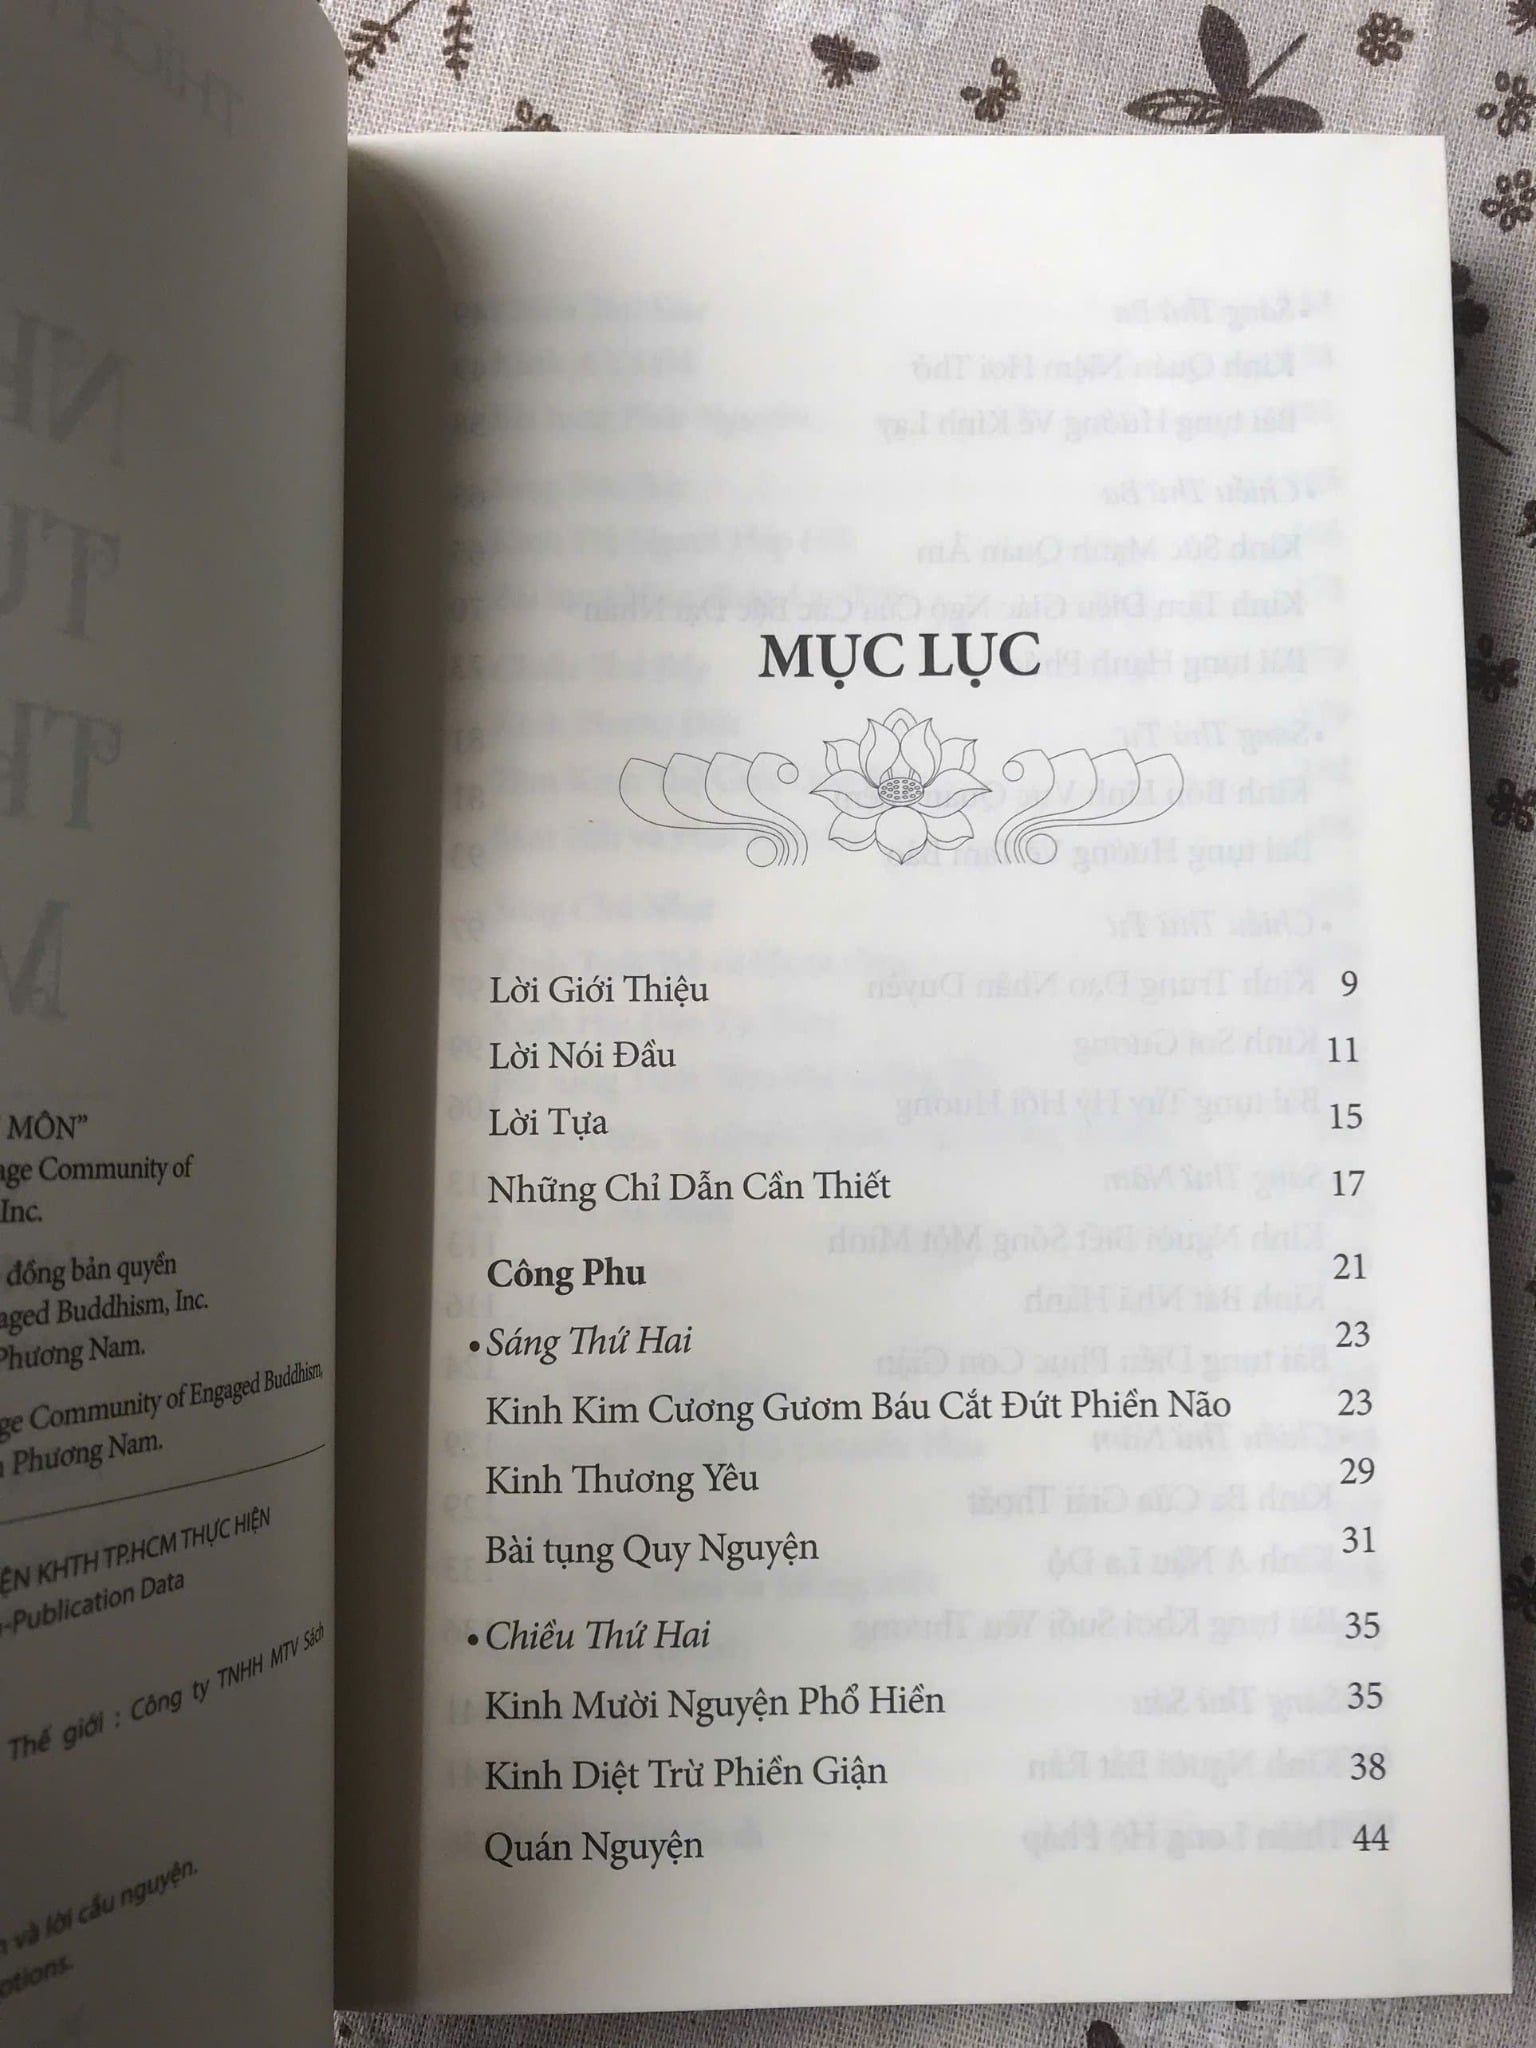 MÔN”
age Community of
Inc.
đồng bản quyền
aged Buddhism, Inc.
Phương Nam.
ge Community of Engaged Buddhism,
Phương Nam.
ỆN KHTH TP.HCM THỰC HIỆN
-Publication Data
Thế giới : Công ty TNHH MTV Sách
và lời cầu nguyện.
otions.
MỤC LỤC
Lời Giới Thiệu 9
Lời Nói Đầu 11
Lời Tựa 15
Những Chỉ Dẫn Cần Thiết 17
Công Phu 21
• Sáng Thứ Hai 23
Kinh Kim Cương Gươm Báu Cắt Đứt Phiền Não 23
Kinh Thương Yêu 29
Bài tụng Quy Nguyện 31
• Chiều Thứ Hai 35
Kinh Mười Nguyện Phổ Hiền 35
Kinh Diệt Trừ Phiền Giận 38
Quán Nguyện 44